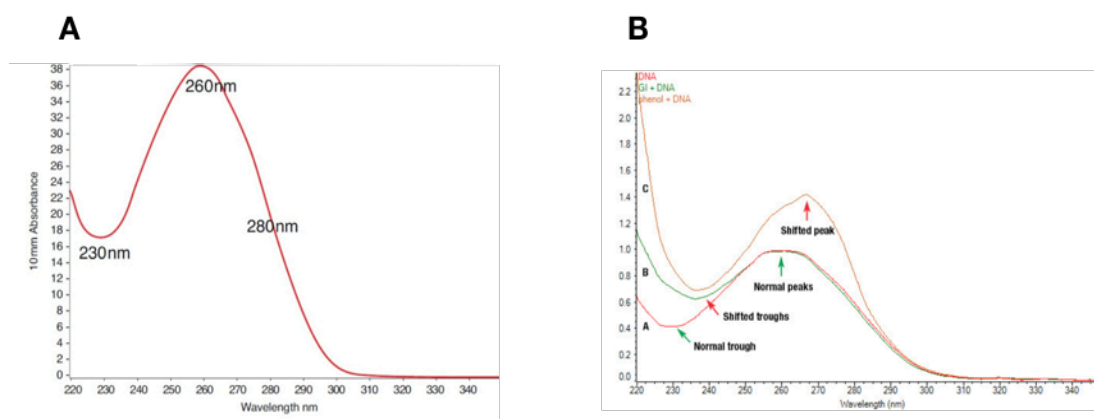 A
10mm Absorbance
38
36
34
32
30
28
26
24
22
20
18
16
14
12
10
8
6
4
2
0
260nm
280nm
230nm
220 230 240 250 260 270 280 290 300 310 320 330 340
Wavelength nm
B
DNA
GI + DNA
phenol + DNA
2.2
2.0
1.8
1.6
1.4
1.2
1.0
0.8
0.6
0.4
0.2
0.0
C
B
A
Shifted peak
Normal peaks
Shifted troughs
Normal trough
220 230 240 250 260 270 280 290 300 310 320 330 340
Wavelength (nm)